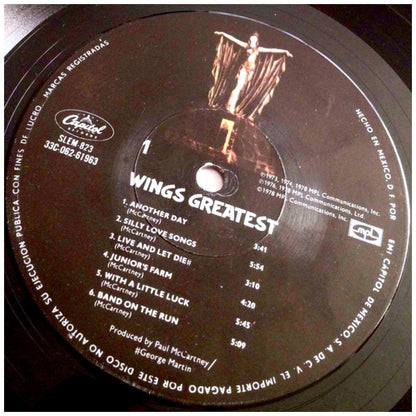 HECHO EN MEXICO D.F. POR
EMI CAPITOL DE MEXICO S.A. DE C.V. EL IMPORTE PAGADO POR ESTE DISCO NO AUTORIZA SU EJECUCION PUBLICA CON FINES DE LUCRO. MARCAS REGISTRADAS
Capitol
SLEM 823
33C-062-61963
1
℗1973, 1976, 1978 MPL Communications, Inc.
©1978 MPL Communications Inc.
mpl
WINGS GREATEST
1. ANOTHER DAY 3:41
(McCartney)
2. SILLY LOVE SONGS 5:54
(McCartney)
3. LIVE AND LET DIE# 3:10
(McCartney)
4. JUNIOR'S FARM 4:20
(McCartney)
5. WITH A LITTLE LUCK 5:45
(McCartney)
6. BAND ON THE RUN 5:09
(McCartney)
Produced by Paul McCartney/
#George Martin